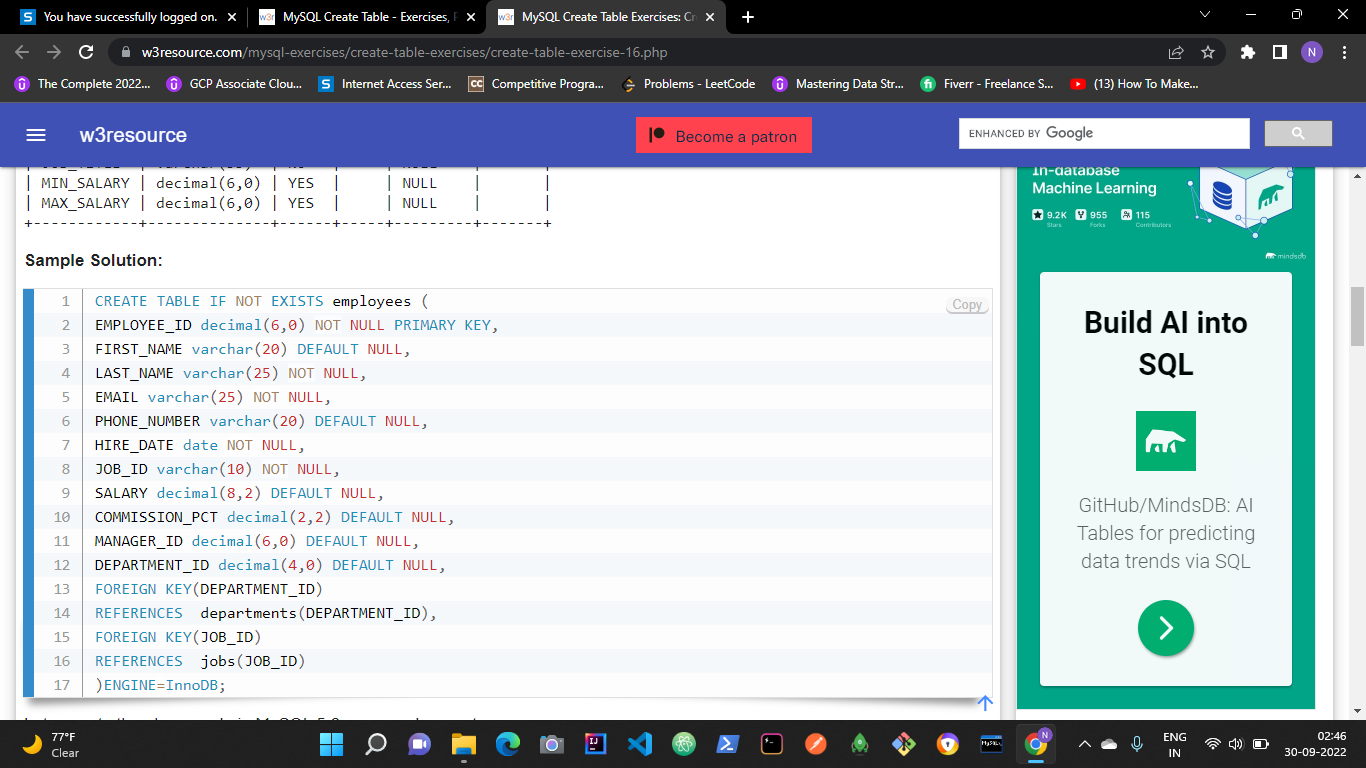 You have successfully logged on.
MySQL Create Table - Exercises, P
MySQL Create Table Exercises: Cr
w3resource.com/mysql-exercises/create-table-exercises/create-table-exercise-16.php
N
The Complete 2022...
GCP Associate Clou...
Internet Access Ser...
Competitive Progra...
Problems - LeetCode
Mastering Data Str...
Fiverr - Freelance S...
(13) How To Make...
w3resource
Become a patron
ENHANCED BY Google
| MIN_SALARY | decimal(6,0) | YES  |     | NULL    |       |
| MAX_SALARY | decimal(6,0) | YES  |     | NULL    |       |
+------------+--------------+------+-----+---------+-------+
Sample Solution:
Copy
1 CREATE TABLE IF NOT EXISTS employees (
2 EMPLOYEE_ID decimal(6,0) NOT NULL PRIMARY KEY,
3 FIRST_NAME varchar(20) DEFAULT NULL,
4 LAST_NAME varchar(25) NOT NULL,
5 EMAIL varchar(25) NOT NULL,
6 PHONE_NUMBER varchar(20) DEFAULT NULL,
7 HIRE_DATE date NOT NULL,
8 JOB_ID varchar(10) NOT NULL,
9 SALARY decimal(8,2) DEFAULT NULL,
10 COMMISSION_PCT decimal(2,2) DEFAULT NULL,
11 MANAGER_ID decimal(6,0) DEFAULT NULL,
12 DEPARTMENT_ID decimal(4,0) DEFAULT NULL,
13 FOREIGN KEY(DEPARTMENT_ID)
14 REFERENCES  departments(DEPARTMENT_ID),
15 FOREIGN KEY(JOB_ID)
16 REFERENCES  jobs(JOB_ID)
17 )ENGINE=InnoDB;
In-database
Machine Learning
9.2K
Stars
955
Forks
115
Contributors
mindsdb
Build AI into
SQL
GitHub/MindsDB: AI
Tables for predicting
data trends via SQL
77°F
Clear
ENG
IN
02:46
30-09-2022